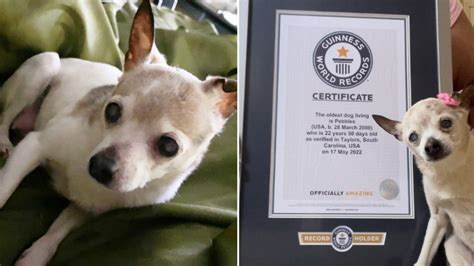 GUINNESS
WORLD RECORDS
CERTIFICATE
The oldest dog living
is Pebbles
(USA, b. 28 March 2000)
who is 22 years 50 days old
as verified in Taylors, South
Carolina, USA
on 17 May 2022
OFFICIALLY AMAZING
RECORD HOLDER